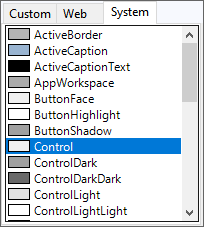 Custom Web System
ActiveBorder
ActiveCaption
ActiveCaptionText
AppWorkspace
ButtonFace
ButtonHighlight
ButtonShadow
Control
ControlDark
ControlDarkDark
ControlLight
ControlLightLight